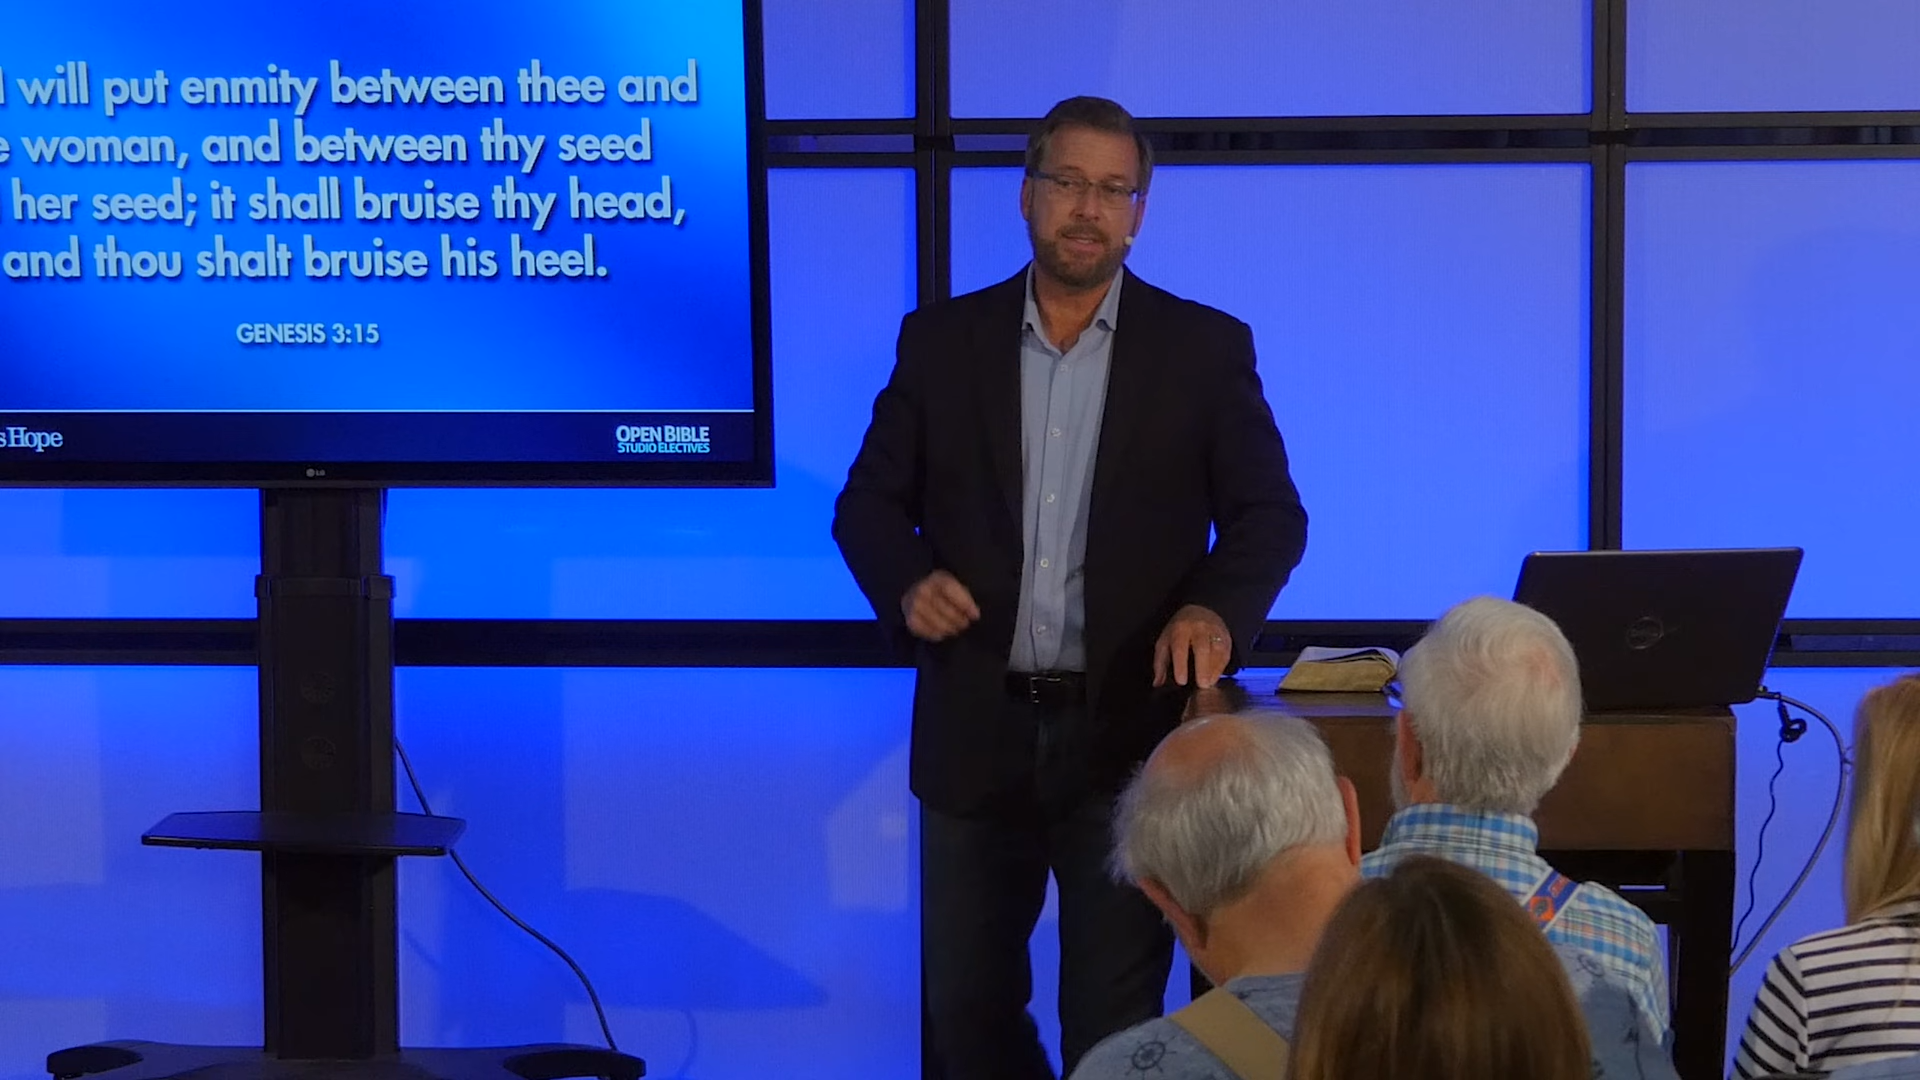 will put enmity between thee and
woman, and between thy seed
her seed; it shall bruise thy head,
and thou shalt bruise his heel.
GENESIS 3:15
s Hope
OPEN BIBLE
STUDIO ELECTIVES
LG
DELL